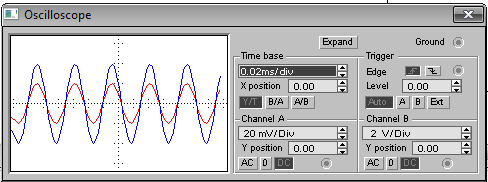 Oscilloscope
Expand
Ground
Time base
0.02ms/div
X position 0.00
Y/T B/A A/B
Trigger
Edge
Level 0.00
Auto A B Ext
Channel A
20 mV/Div
Y position 0.00
AC 0 DC
Channel B
2 V/Div
Y position 0.00
AC 0 DC